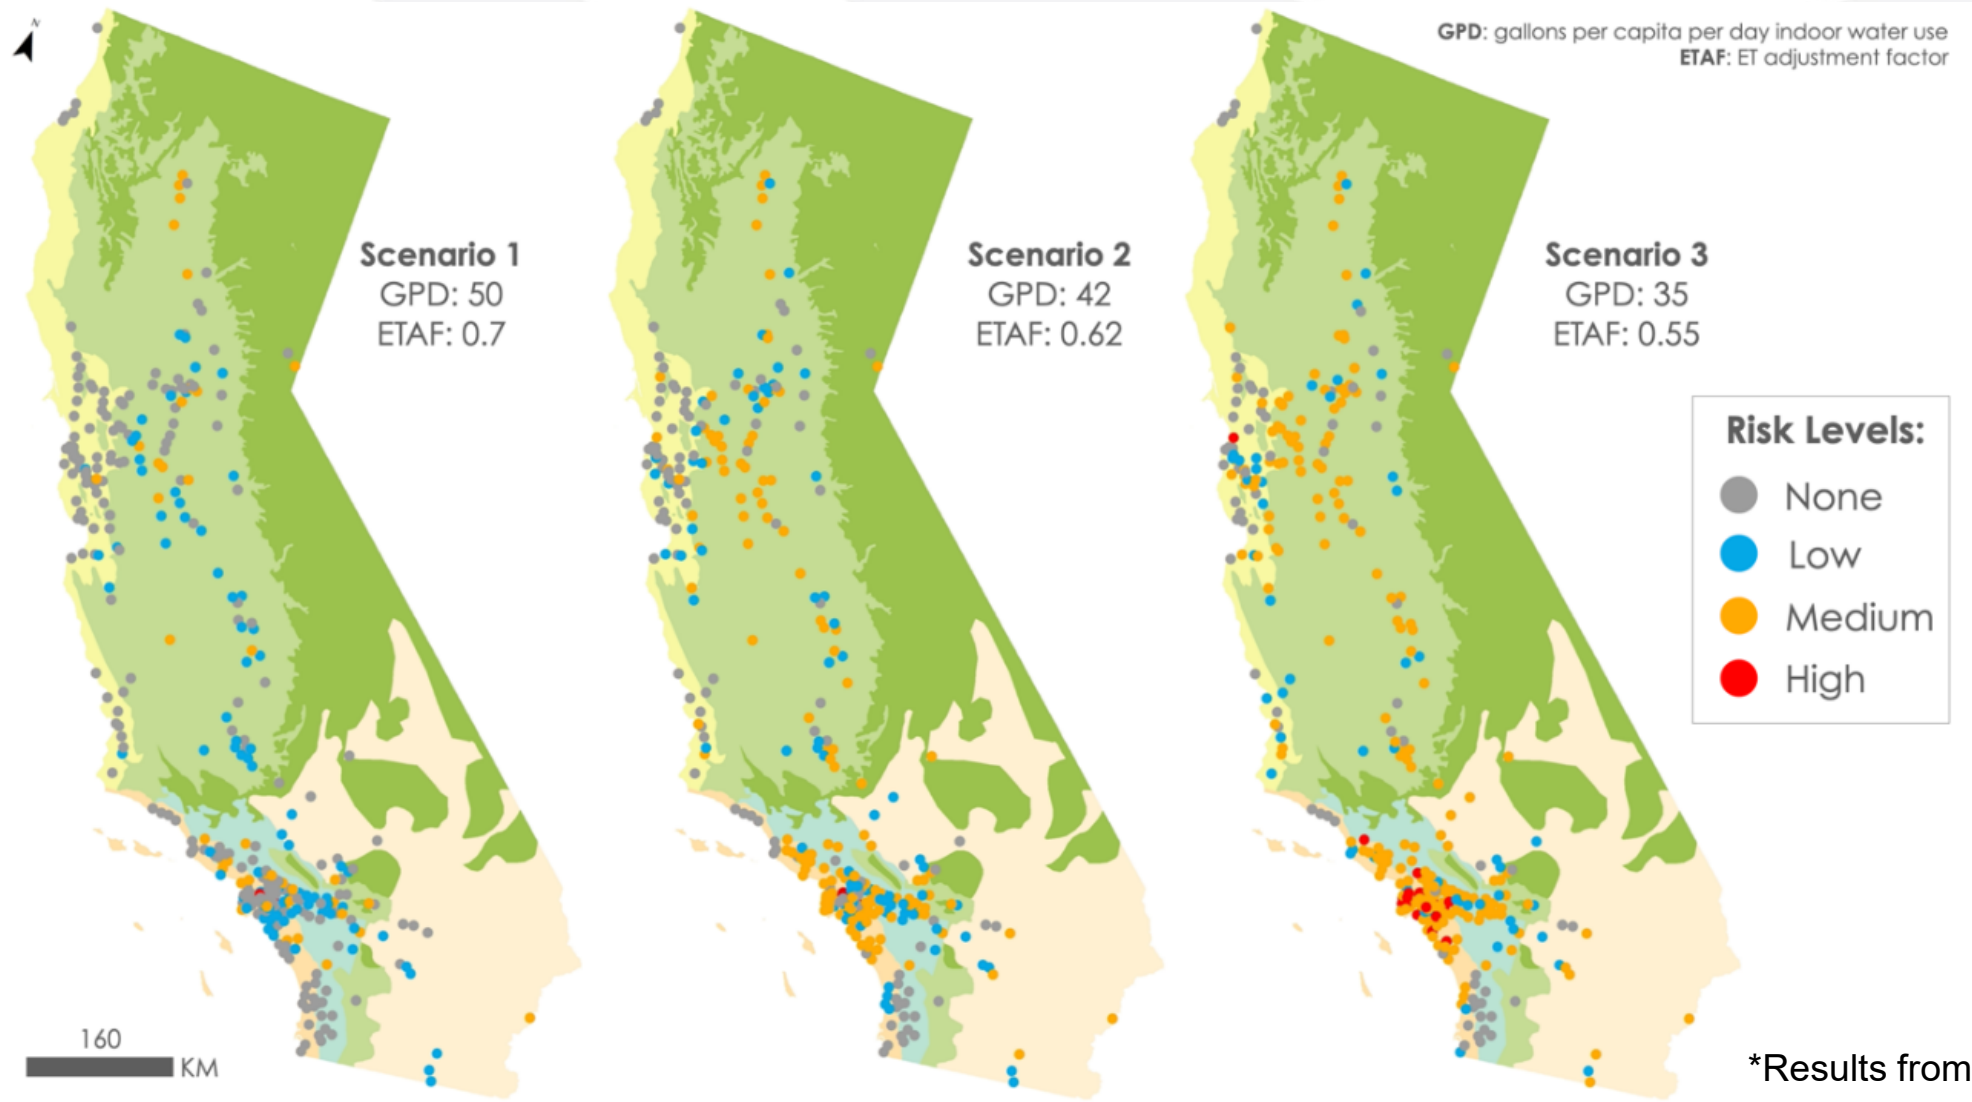 N
GPD: gallons per capita per day indoor water use
ETAF: ET adjustment factor
Scenario 1
GPD: 50
ETAF: 0.7
Scenario 2
GPD: 42
ETAF: 0.62
Scenario 3
GPD: 35
ETAF: 0.55
Risk Levels:
None
Low
Medium
High
160
KM
*Results from